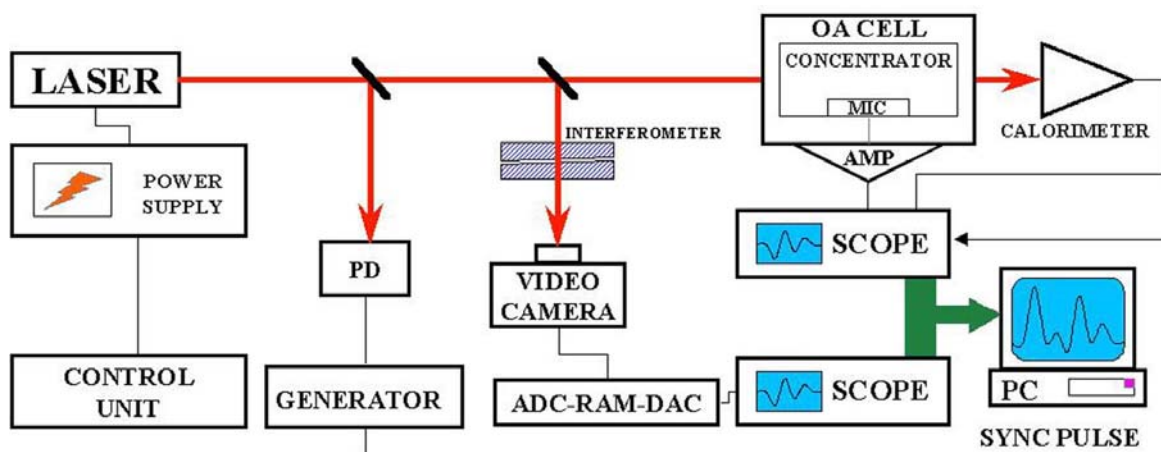 LASER
POWER
SUPPLY
CONTROL
UNIT
PD
GENERATOR
INTERFEROMETER
VIDEO
CAMERA
ADC-RAM-DAC
OA CELL
CONCENTRATOR
MIC
AMP
CALORIMETER
SCOPE
SCOPE
PC
SYNC PULSE